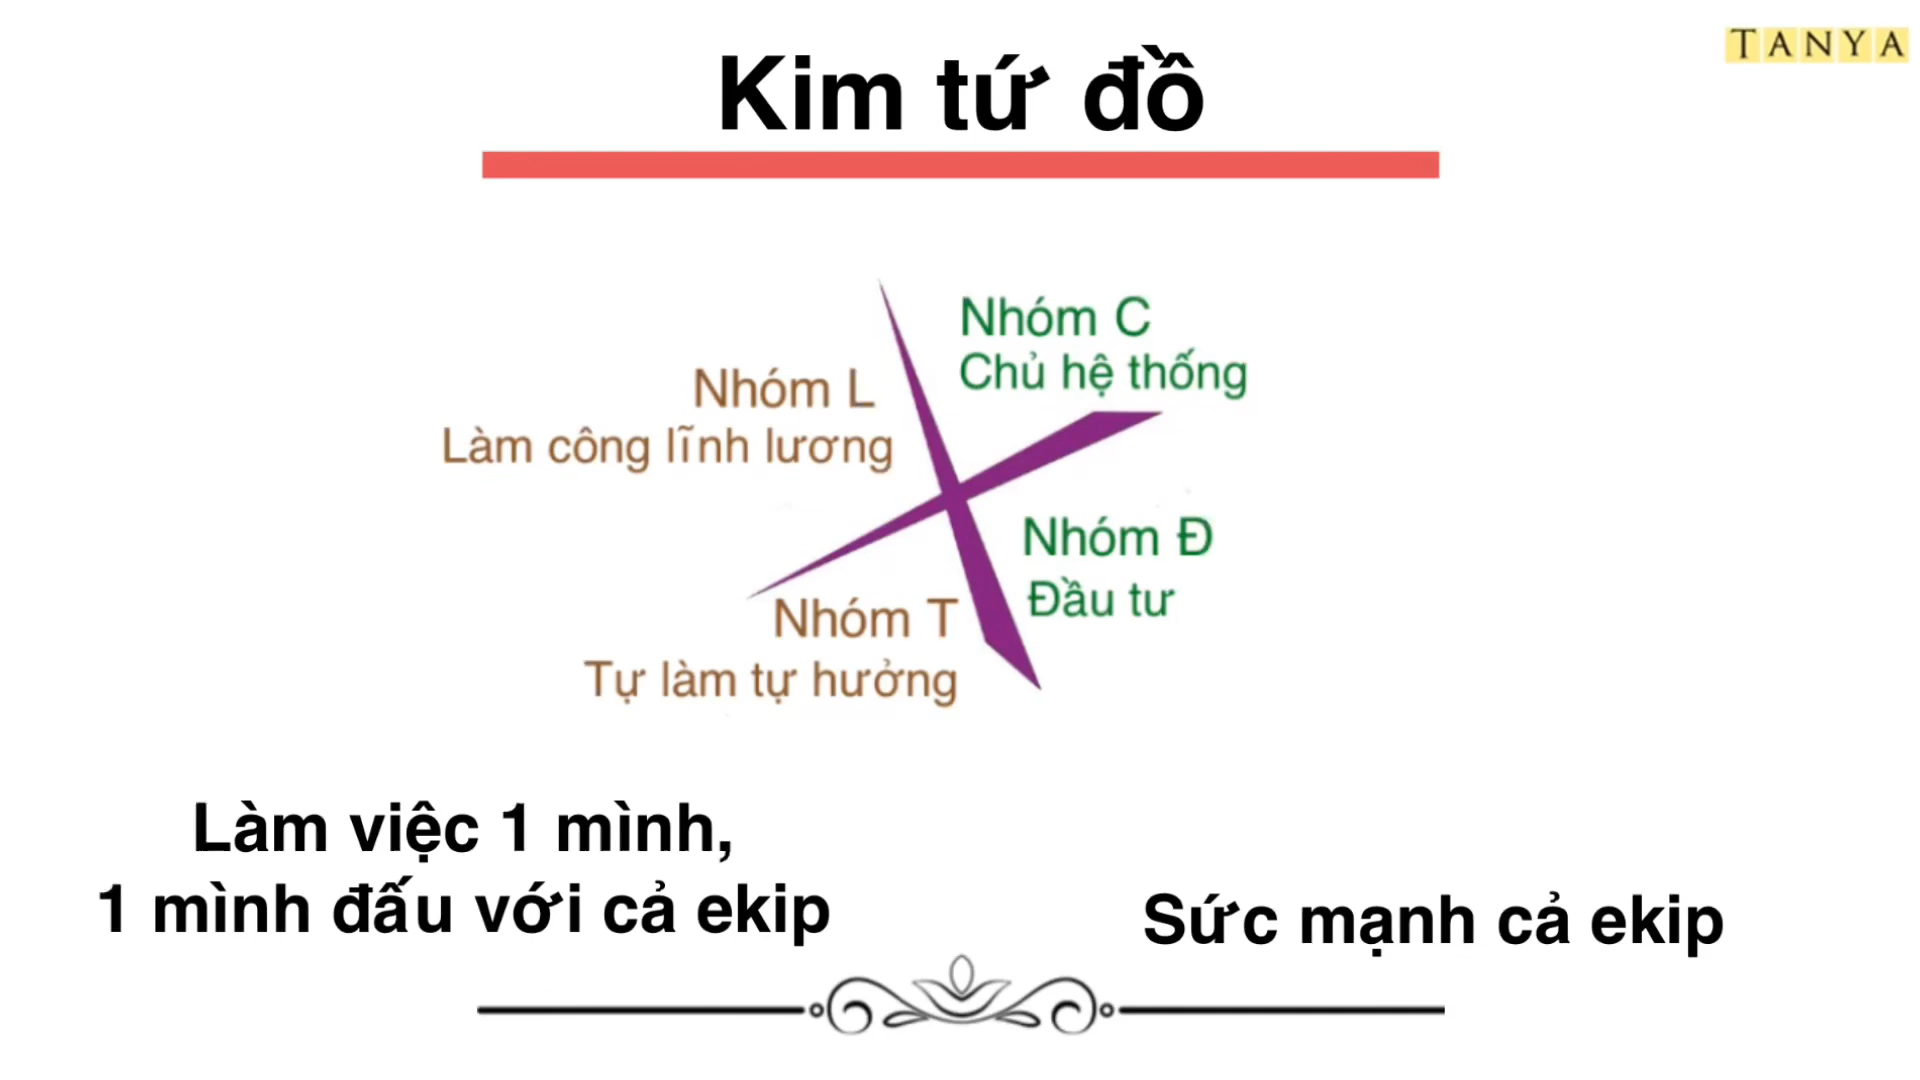 TANYA
Kim tứ đồ
Nhóm C
Chủ hệ thống
Nhóm L
Làm công lĩnh lương
Nhóm Đ
Đầu tư
Nhóm T
Tự làm tự hưởng
Làm việc 1 mình,
1 mình đấu với cả ekip
Sức mạnh cả ekip